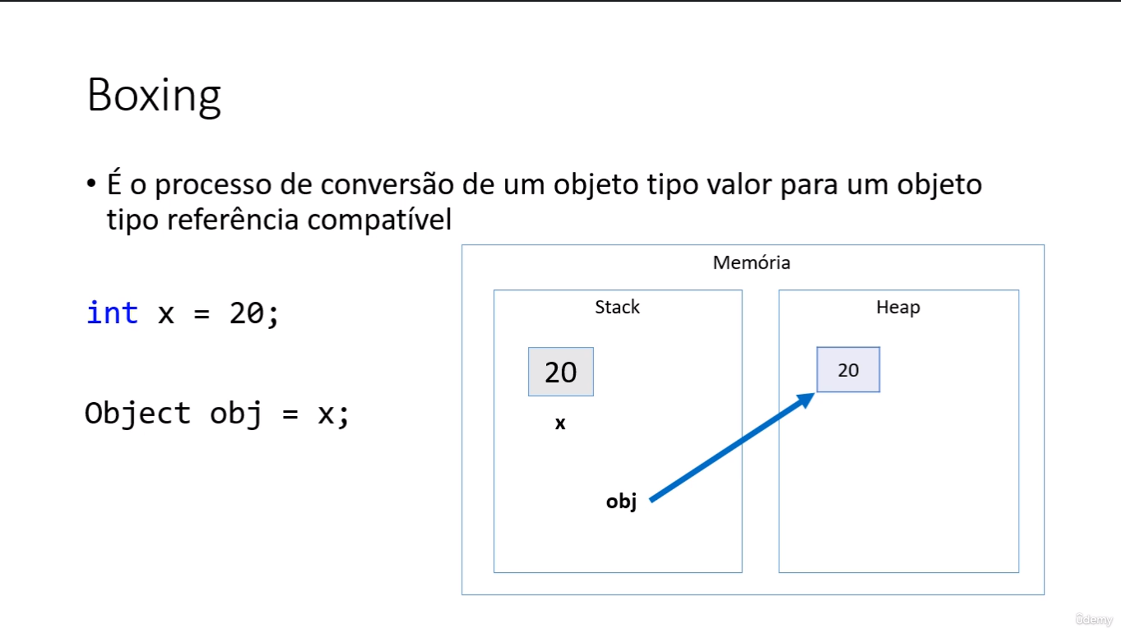 Boxing
• É o processo de conversão de um objeto tipo valor para um objeto
tipo referência compatível
int x = 20;
Object obj = x;
Memória
Stack
Heap
20
20
x
obj
ûdemy